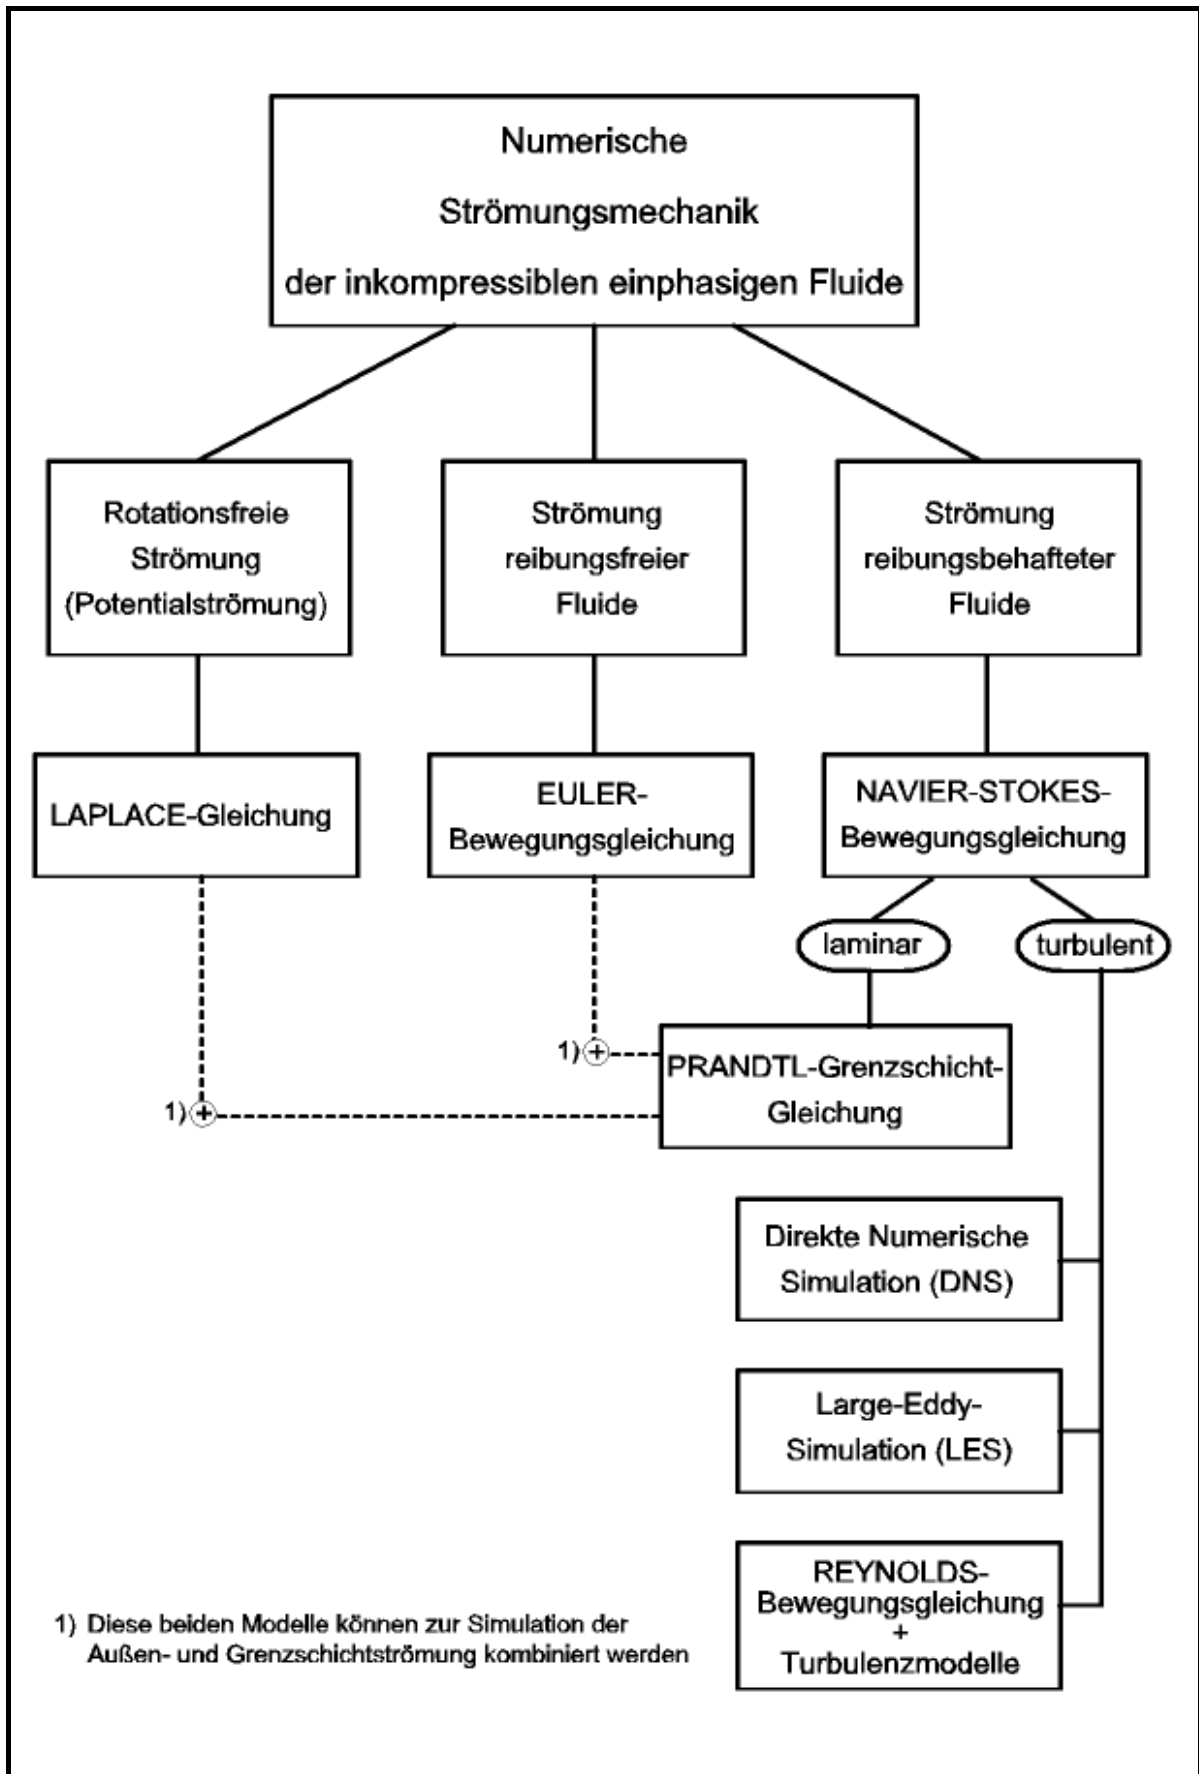 Numerische
Strömungsmechanik
der inkompressiblen einphasigen Fluide
Rotationsfreie
Strömung
(Potentialströmung)
Strömung
reibungsfreier
Fluide
Strömung
reibungsbehafteter
Fluide
LAPLACE-Gleichung
EULER-
Bewegungsgleichung
NAVIER-STOKES-
Bewegungsgleichung
laminar
turbulent
1) +
1) +
PRANDTL-Grenzschicht-
Gleichung
Direkte Numerische
Simulation (DNS)
Large-Eddy-
Simulation (LES)
REYNOLDS-
Bewegungsgleichung
+
Turbulenzmodelle
1) Diese beiden Modelle können zur Simulation der
Außen- und Grenzschichtströmung kombiniert werden